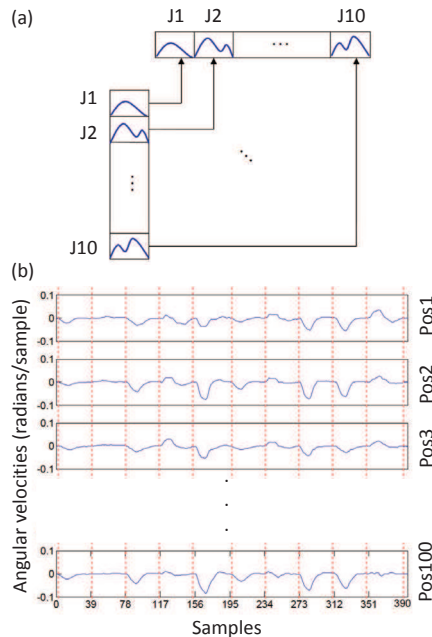 (a)
J1 J2 J10
...
J1
J2
J10
(b)
Angular velocities (radians/sample)
0.1
0
-0.1
Pos1
0.1
0
-0.1
Pos2
0.1
0
-0.1
Pos3
0.1
0
-0.1
Pos100
0 39 78 117 156 195 234 273 312 351 390
Samples